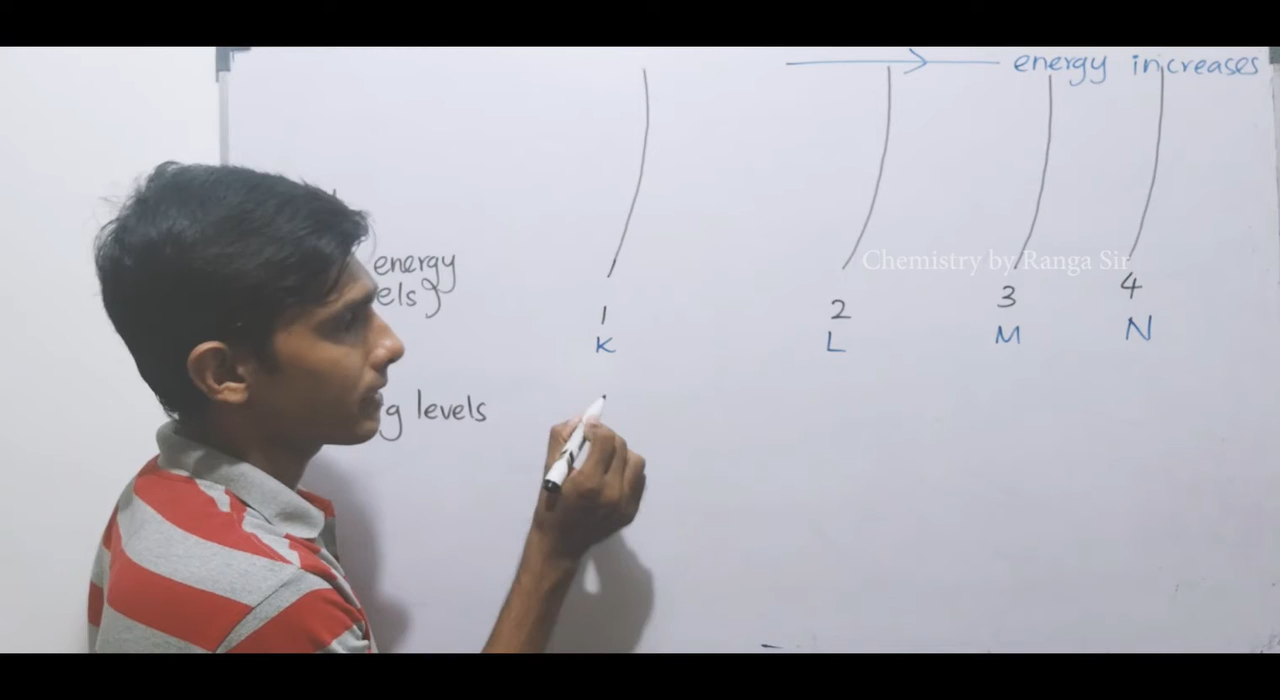 energy increases
energy
els
Chemistry by Ranga Sir
1 2 3 4
K L M N
g levels